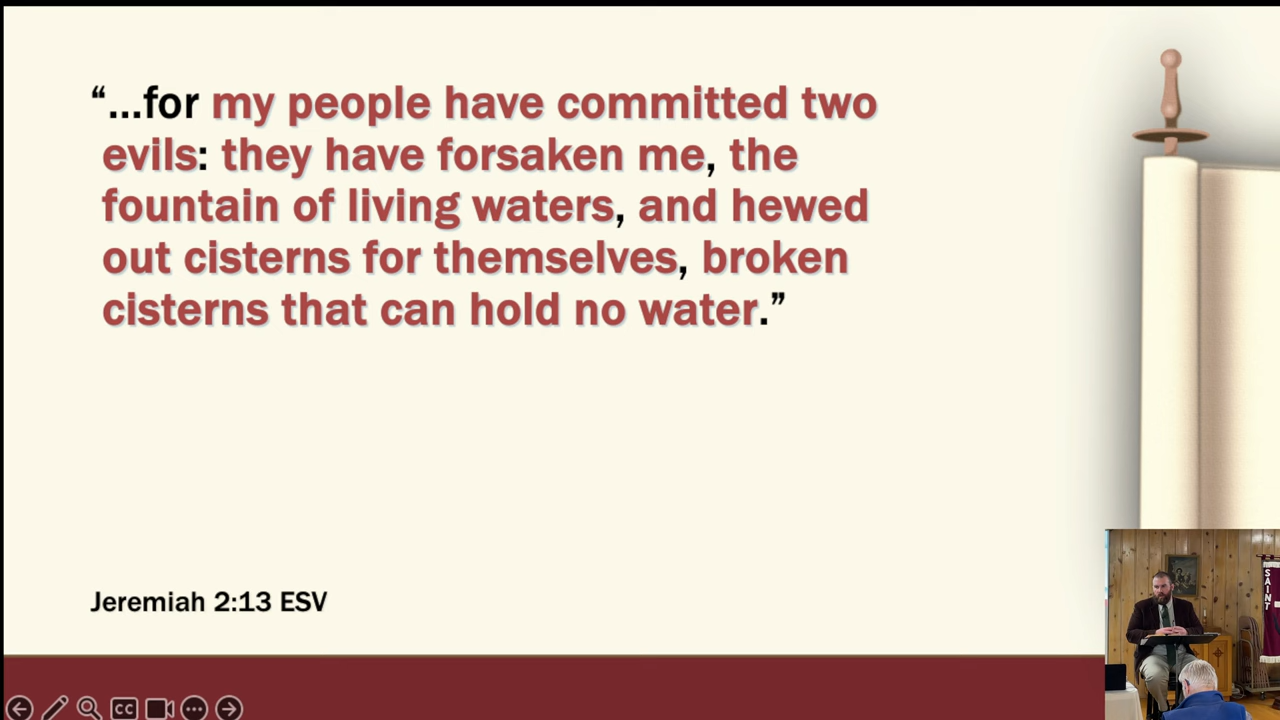 “...for my people have committed two
evils: they have forsaken me, the
fountain of living waters, and hewed
out cisterns for themselves, broken
cisterns that can hold no water.”
Jeremiah 2:13 ESV
CC
SAINT